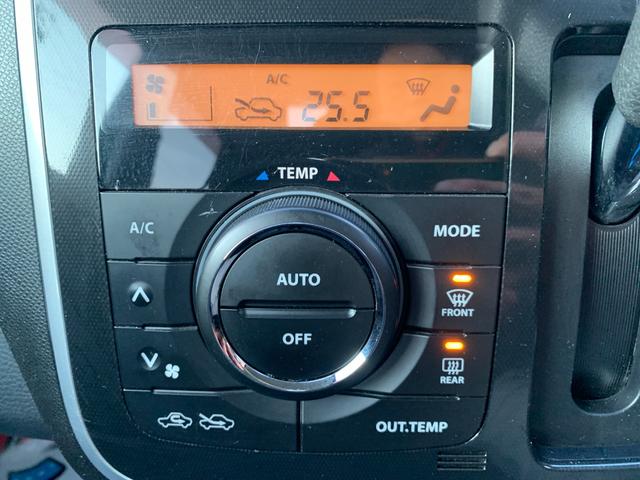 A/C
25.5
TEMP
A/C
MODE
AUTO
OFF
FRONT
REAR
OUT.TEMP